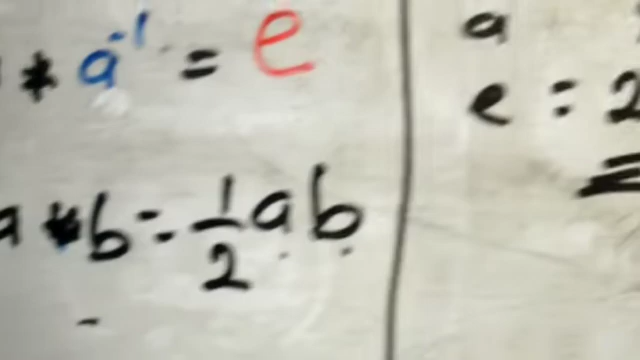 * a⁻¹ = e
a * b = 1/2 ab
a
e = 2